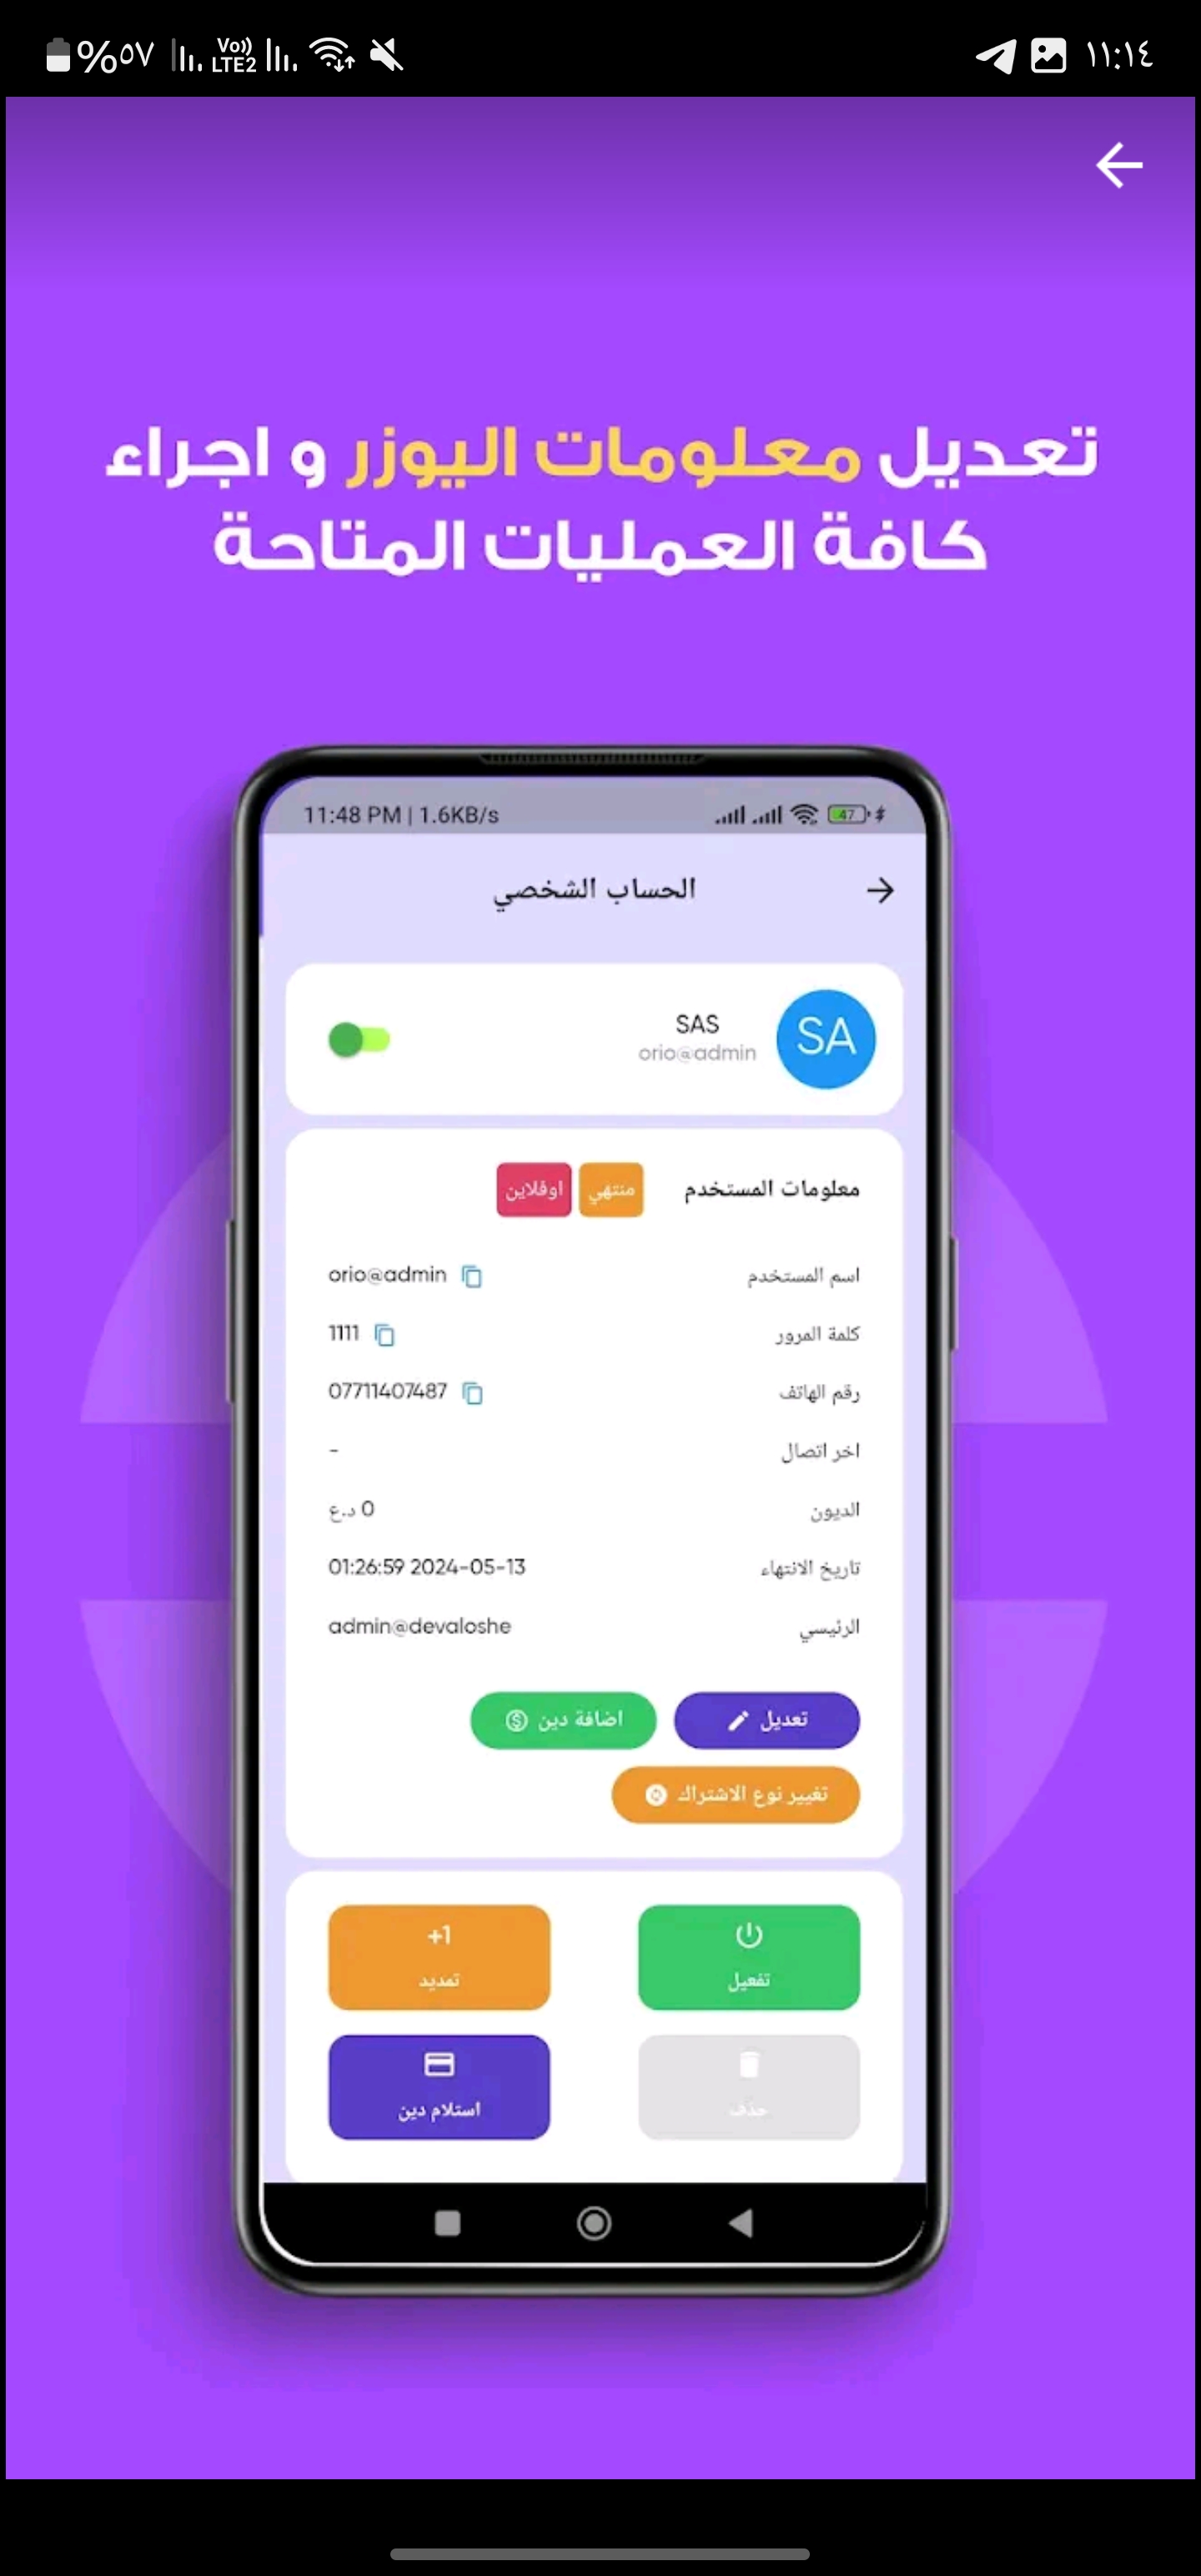 %٥٧ Vo)) LTE2 ١١:١٤
تعديل معلومات اليوزر و اجراء
كافة العمليات المتاحة
11:48 PM | 1.6KB/s 47
الحساب الشخصي
SA
SAS
orio@admin
معلومات المستخدم منتهي اوفلاين
اسم المستخدم orio@admin
كلمة المرور 1111
رقم الهاتف 07711407487
اخر اتصال -
الديون 0 د.ع
تاريخ الانتهاء 01:26:59 2024-05-13
الرئيسي admin@devaloshe
تعديل اضافة دين
تغيير نوع الاشتراك
+1
تفعيل تمديد
حذف استلام دين